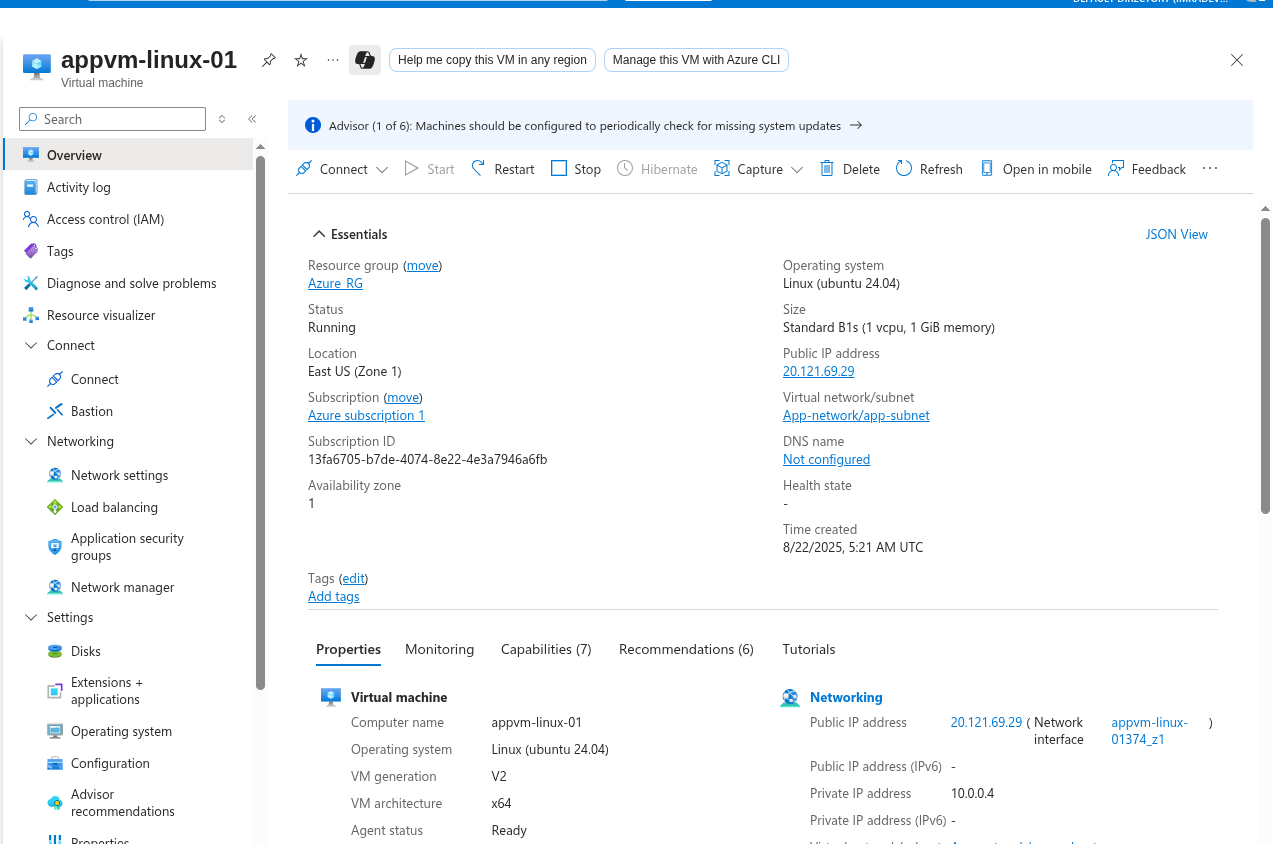 appvm-linux-01
Help me copy this VM in any region
Manage this VM with Azure CLI
Virtual machine
Search
Overview
Activity log
Access control (IAM)
Tags
Diagnose and solve problems
Resource visualizer
Connect
Connect
Bastion
Networking
Network settings
Load balancing
Application security
groups
Network manager
Settings
Disks
Extensions +
applications
Operating system
Configuration
Advisor
recommendations
Properties
Advisor (1 of 6): Machines should be configured to periodically check for missing system updates
Connect
Start
Restart
Stop
Hibernate
Capture
Delete
Refresh
Open in mobile
Feedback
Essentials
JSON View
Resource group (move)
Azure_RG
Status
Running
Location
East US (Zone 1)
Subscription (move)
Azure subscription 1
Subscription ID
13fa6705-b7de-4074-8e22-4e3a7946a6fb
Availability zone
1
Operating system
Linux (ubuntu 24.04)
Size
Standard B1s (1 vcpu, 1 GiB memory)
Public IP address
20.121.69.29
Virtual network/subnet
App-network/app-subnet
DNS name
Not configured
Health state
-
Time created
8/22/2025, 5:21 AM UTC
Tags (edit)
Add tags
Properties
Monitoring
Capabilities (7)
Recommendations (6)
Tutorials
Virtual machine
Computer name appvm-linux-01
Operating system Linux (ubuntu 24.04)
VM generation V2
VM architecture x64
Agent status Ready
Networking
Public IP address 20.121.69.29 ( Network interface appvm-linux-01374_z1 )
Public IP address (IPv6) -
Private IP address 10.0.0.4
Private IP address (IPv6) -